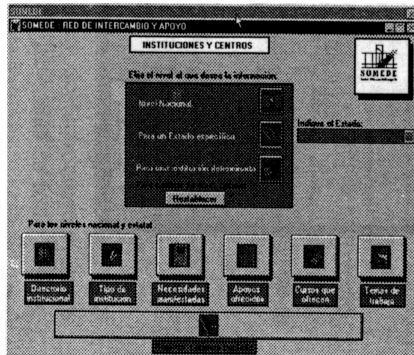 SOMEDE
SOMEDE - RED DE INTERCAMBIO Y APOYO
INSTITUCIONES Y CENTROS
SOMEDE
Elija el nivel al que desea la información:
Nivel Nacional
Indique el Estado:
Para un Estado específico
Para una institución determinada
Restablecer
Para los niveles nacional y estatal
Directorio institucional
Tipo de institución
Necesidades manifestadas
Apoyos ofrecidos
Cursos que ofrecen
Temas de trabajo